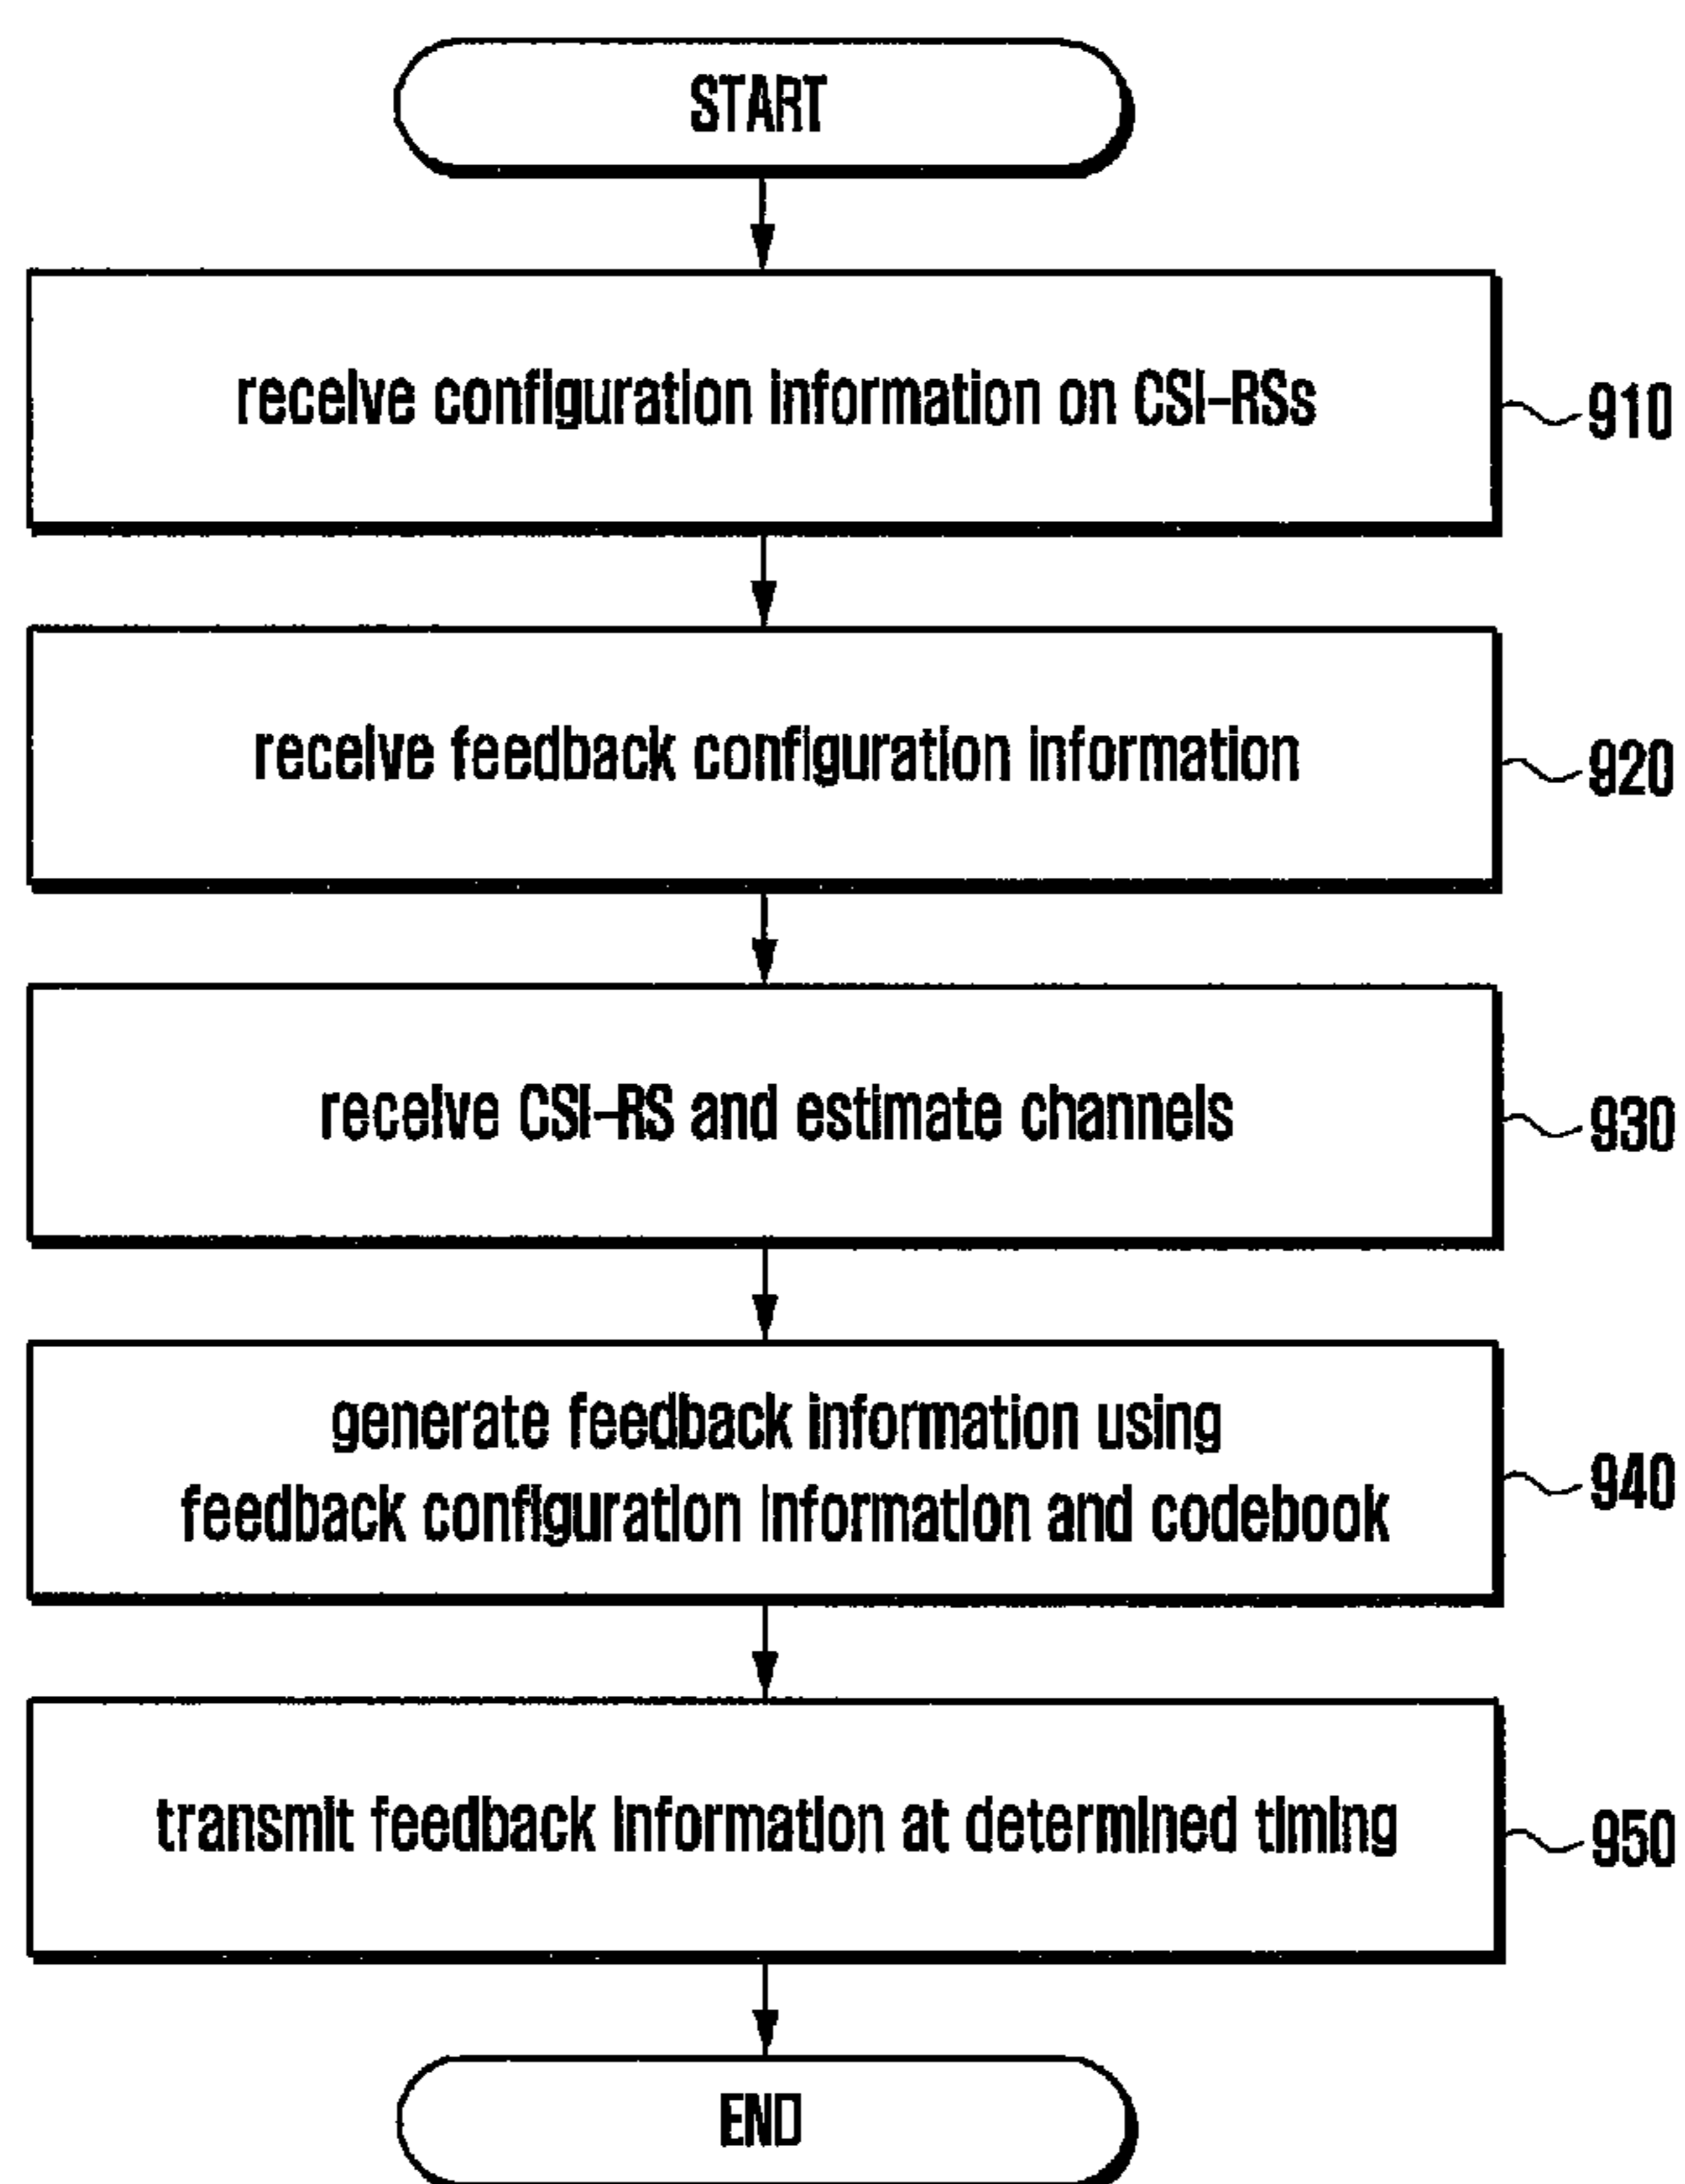 START
receive configuration information on CSI-RSs
910
receive feedback configuration information
920
receive CSI-RS and estimate channels
930
generate feedback information using
feedback configuration information and codebook
940
transmit feedback information at determined timing
950
END